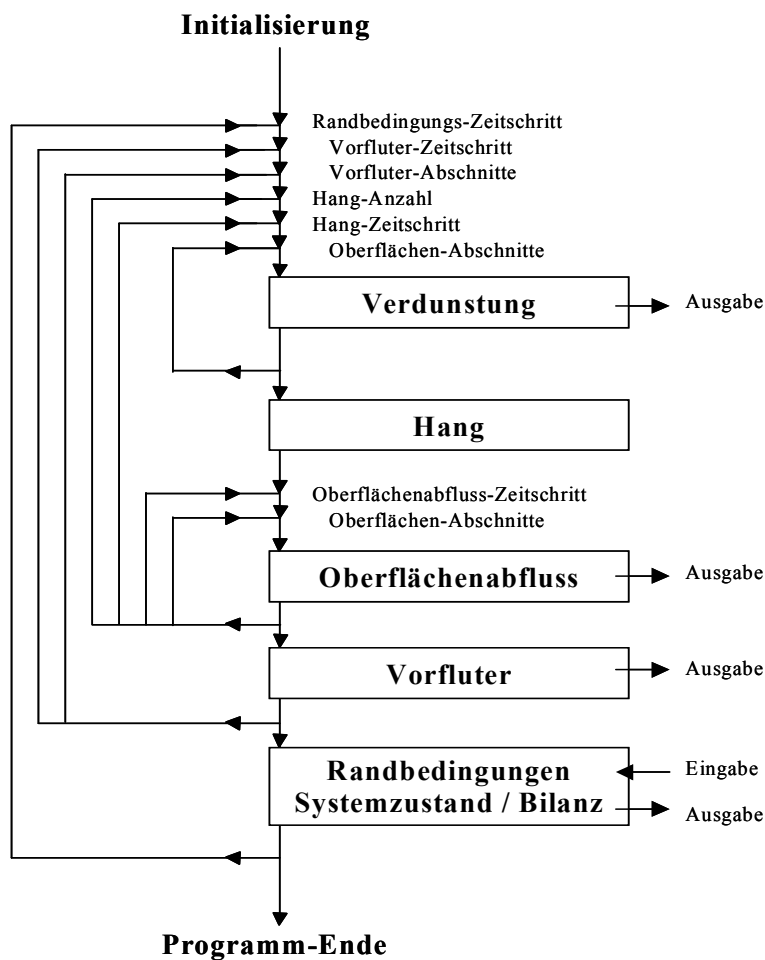 Initialisierung
Randbedingungs-Zeitschritt
Vorfluter-Zeitschritt
Vorfluter-Abschnitte
Hang-Anzahl
Hang-Zeitschritt
Oberflächen-Abschnitte
Verdunstung
Ausgabe
Hang
Oberflächenabfluss-Zeitschritt
Oberflächen-Abschnitte
Oberflächenabfluss
Ausgabe
Vorfluter
Ausgabe
Randbedingungen
Eingabe
Systemzustand / Bilanz
Ausgabe
Programm-Ende